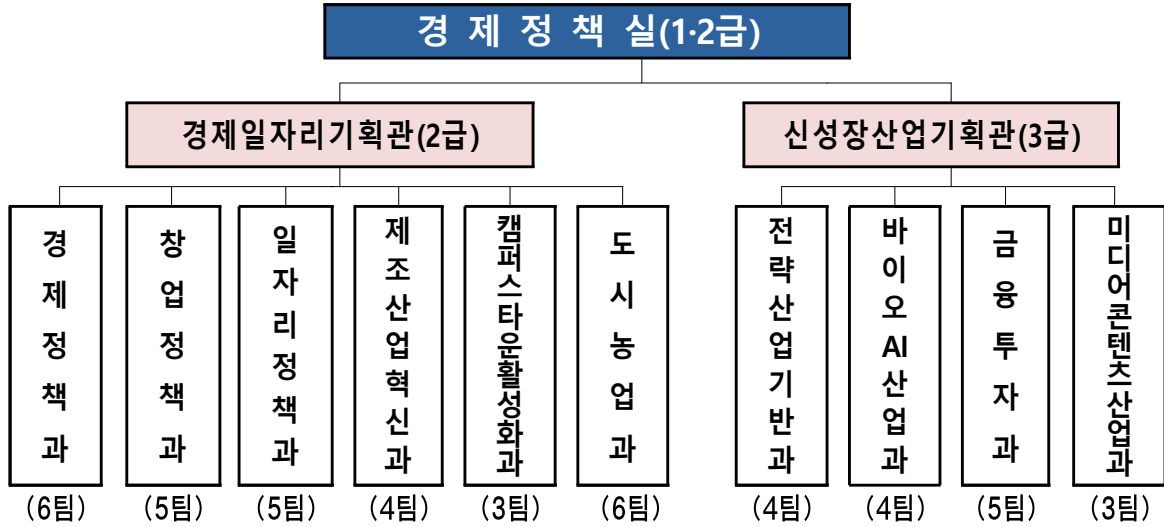 경 제 정 책 실(1·2급)
경제일자리기획관(2급)
신성장산업기획관(3급)
경제정책과
창업정책과
일자리정책과
제조산업혁신과
캠퍼스타운활성화과
도시농업과
전략산업기반과
바이오AI산업과
금융투자과
미디어콘텐츠산업과
(6팀)
(5팀)
(5팀)
(4팀)
(3팀)
(6팀)
(4팀)
(4팀)
(5팀)
(3팀)